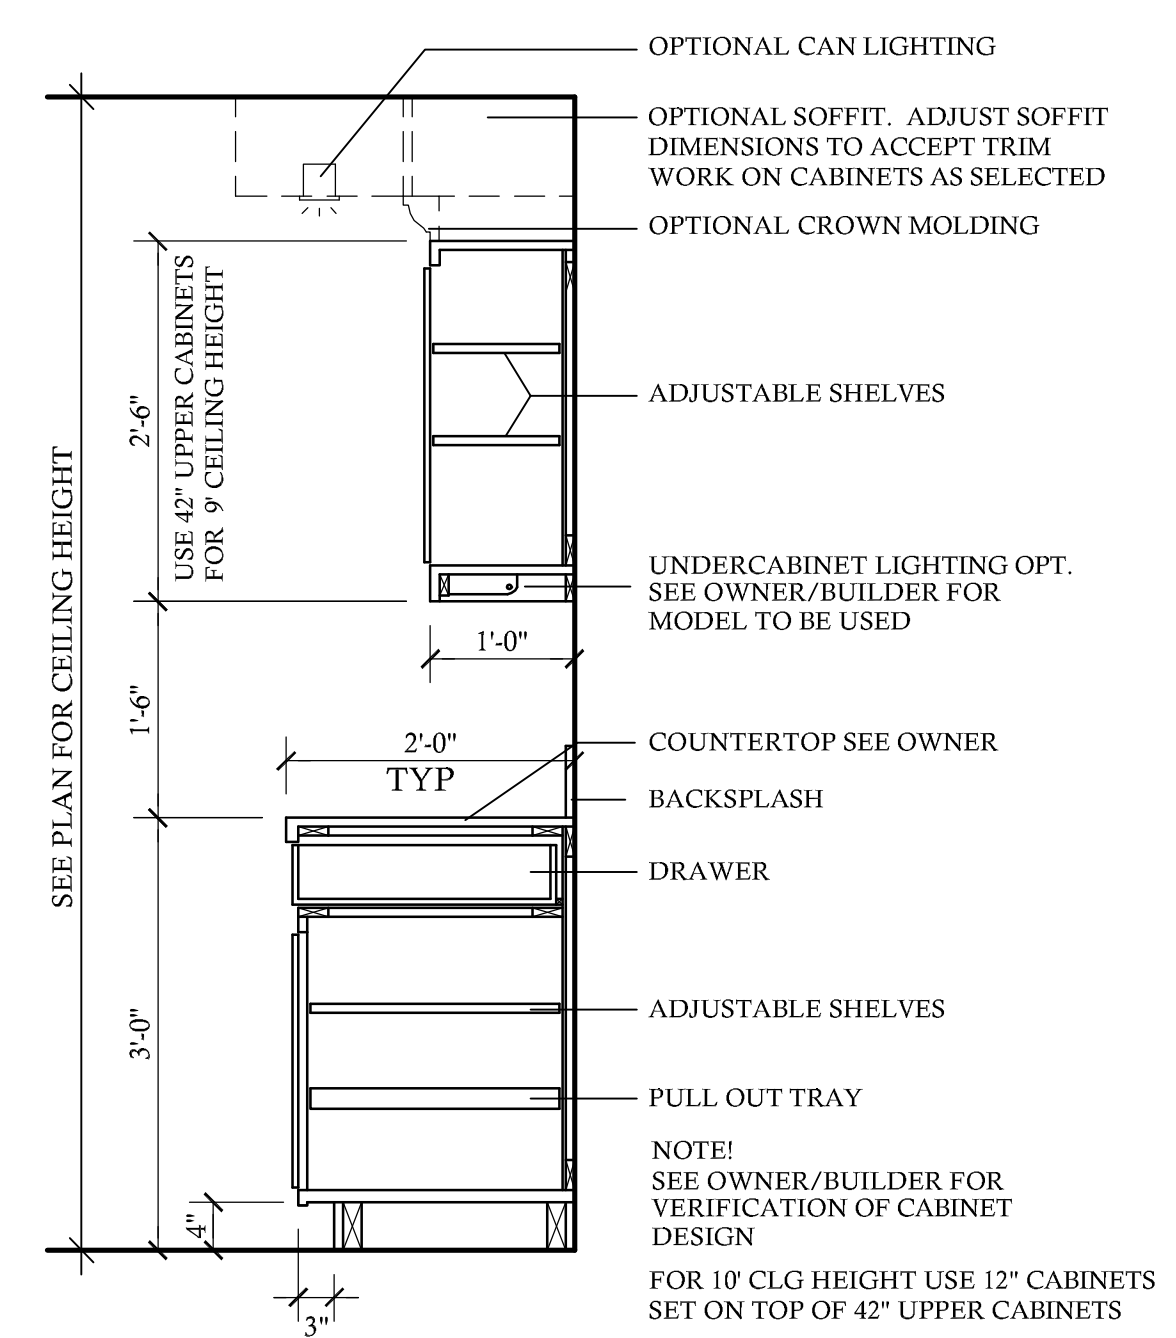 OPTIONAL CAN LIGHTING
OPTIONAL SOFFIT. ADJUST SOFFIT
DIMENSIONS TO ACCEPT TRIM
WORK ON CABINETS AS SELECTED
OPTIONAL CROWN MOLDING
USE 42" UPPER CABINETS
FOR 9' CEILING HEIGHT
2'-6"
ADJUSTABLE SHELVES
SEE PLAN FOR CEILING HEIGHT
UNDERCABINET LIGHTING OPT.
SEE OWNER/BUILDER FOR
MODEL TO BE USED
1'-0"
1'-6"
2'-0"
TYP
COUNTERTOP SEE OWNER
BACKSPLASH
DRAWER
3'-0"
ADJUSTABLE SHELVES
PULL OUT TRAY
NOTE!
SEE OWNER/BUILDER FOR
VERIFICATION OF CABINET
DESIGN
4"
3"
FOR 10' CLG HEIGHT USE 12" CABINETS
SET ON TOP OF 42" UPPER CABINETS